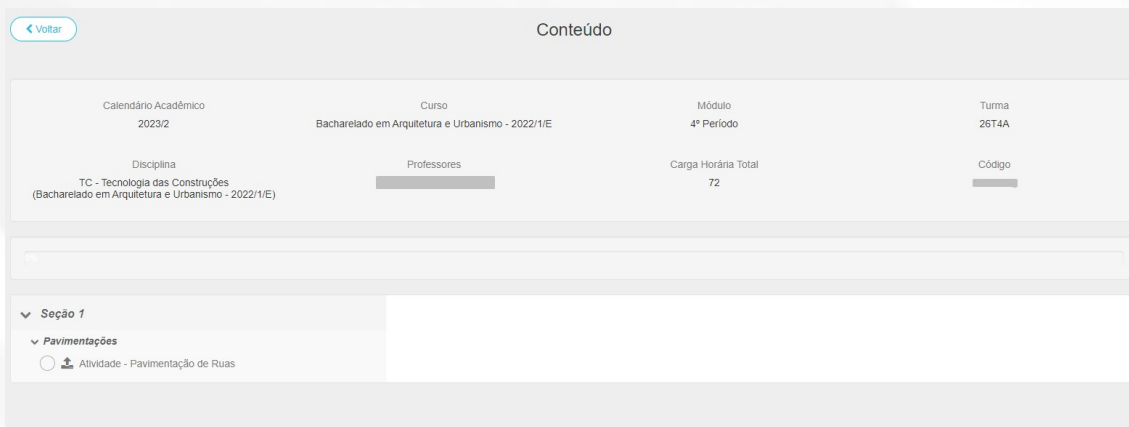 Voltar
Conteúdo
Calendário Acadêmico
Curso
Módulo
Turma
2023/2
Bacharelado em Arquitetura e Urbanismo - 2022/1/E
4º Período
26T4A
Disciplina
Professores
Carga Horária Total
Código
TC - Tecnologia das Construções
(Bacharelado em Arquitetura e Urbanismo - 2022/1/E)
72
Seção 1
Pavimentações
Atividade - Pavimentação de Ruas